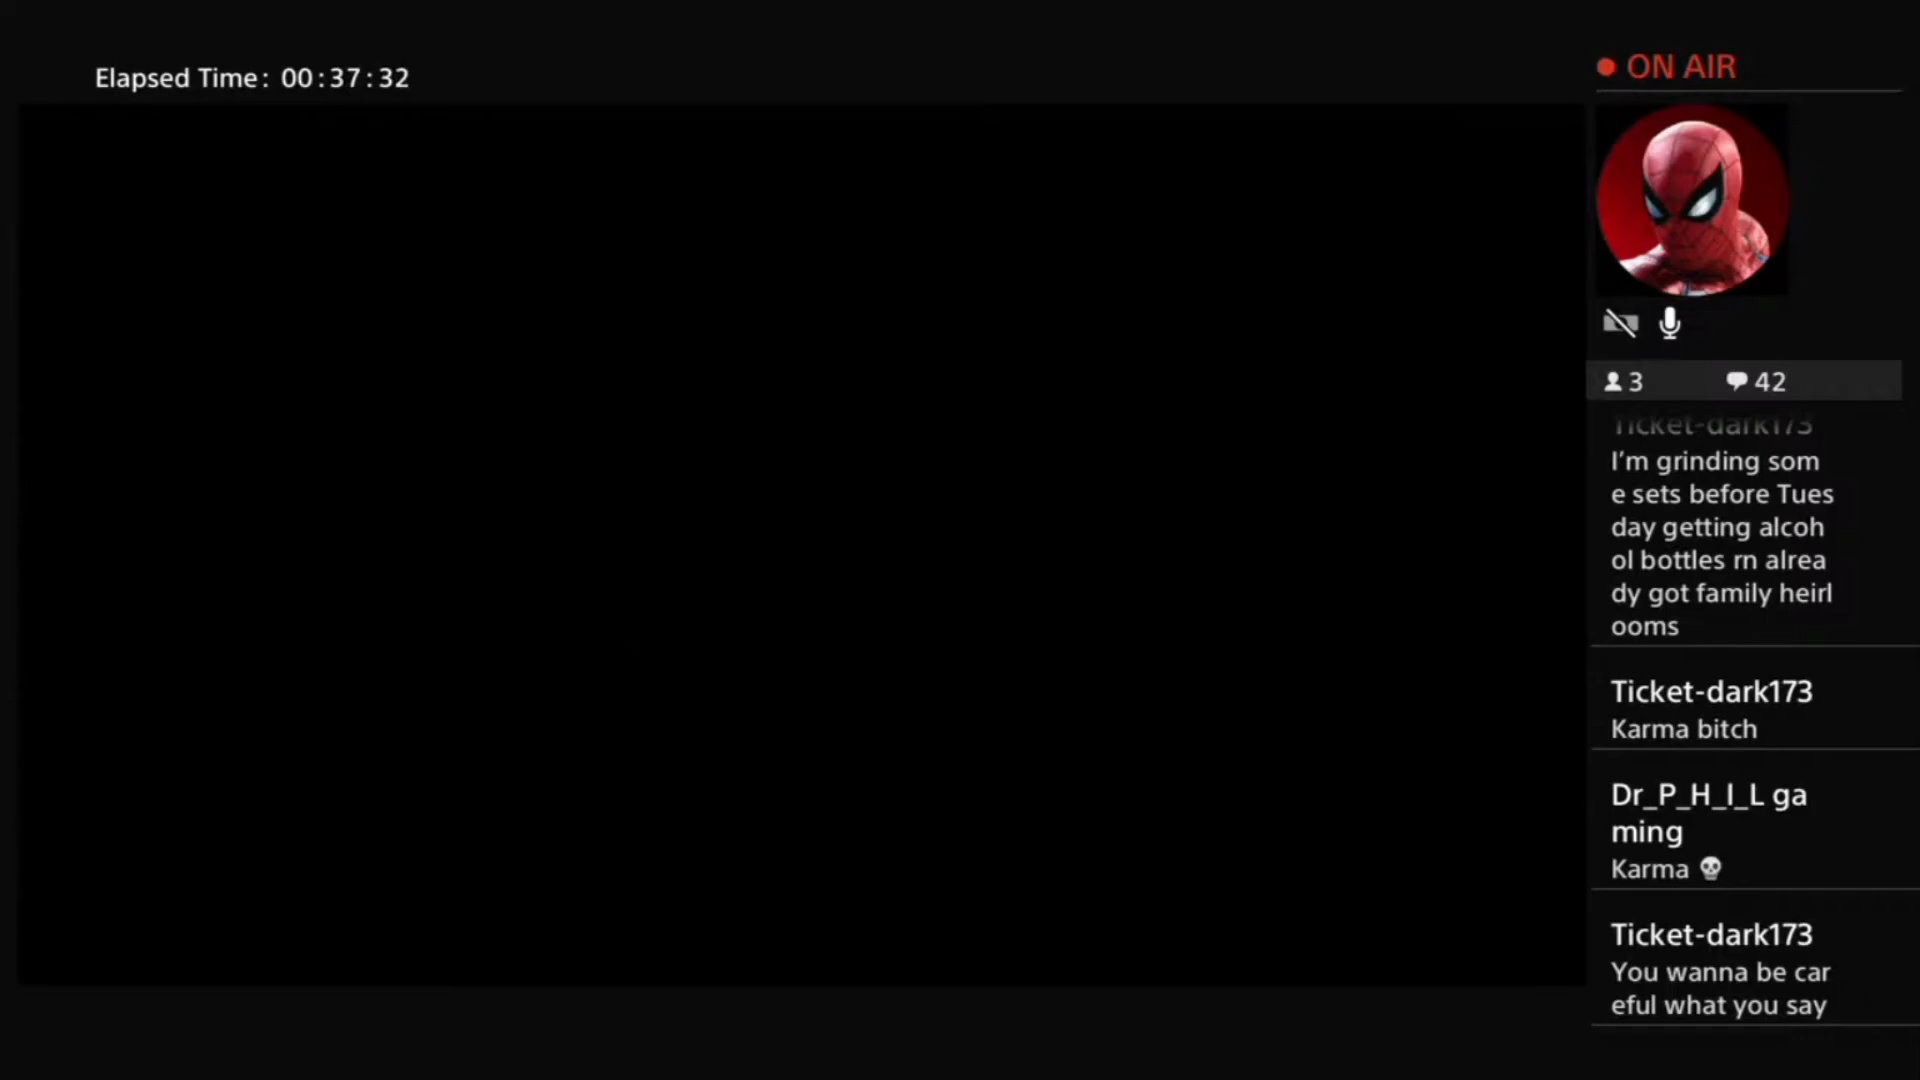 Elapsed Time: 00:37:32
ON AIR
3 42
Ticket-dark173
I'm grinding som
e sets before Tues
day getting alcoh
ol bottles rn alrea
dy got family heirl
ooms
Ticket-dark173
Karma bitch
Dr_P_H_I_L ga
ming
Karma 💀
Ticket-dark173
You wanna be car
eful what you say